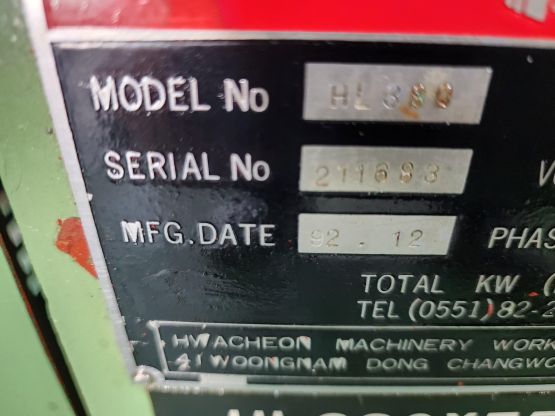 MODEL No
SERIAL No 211683
MFG. DATE 92. 12
PHAS
TOTAL KW (
TEL (0551)82-2
HWACHEON MACHINERY WORK
41 WOONGNAM DONG CHANGWO